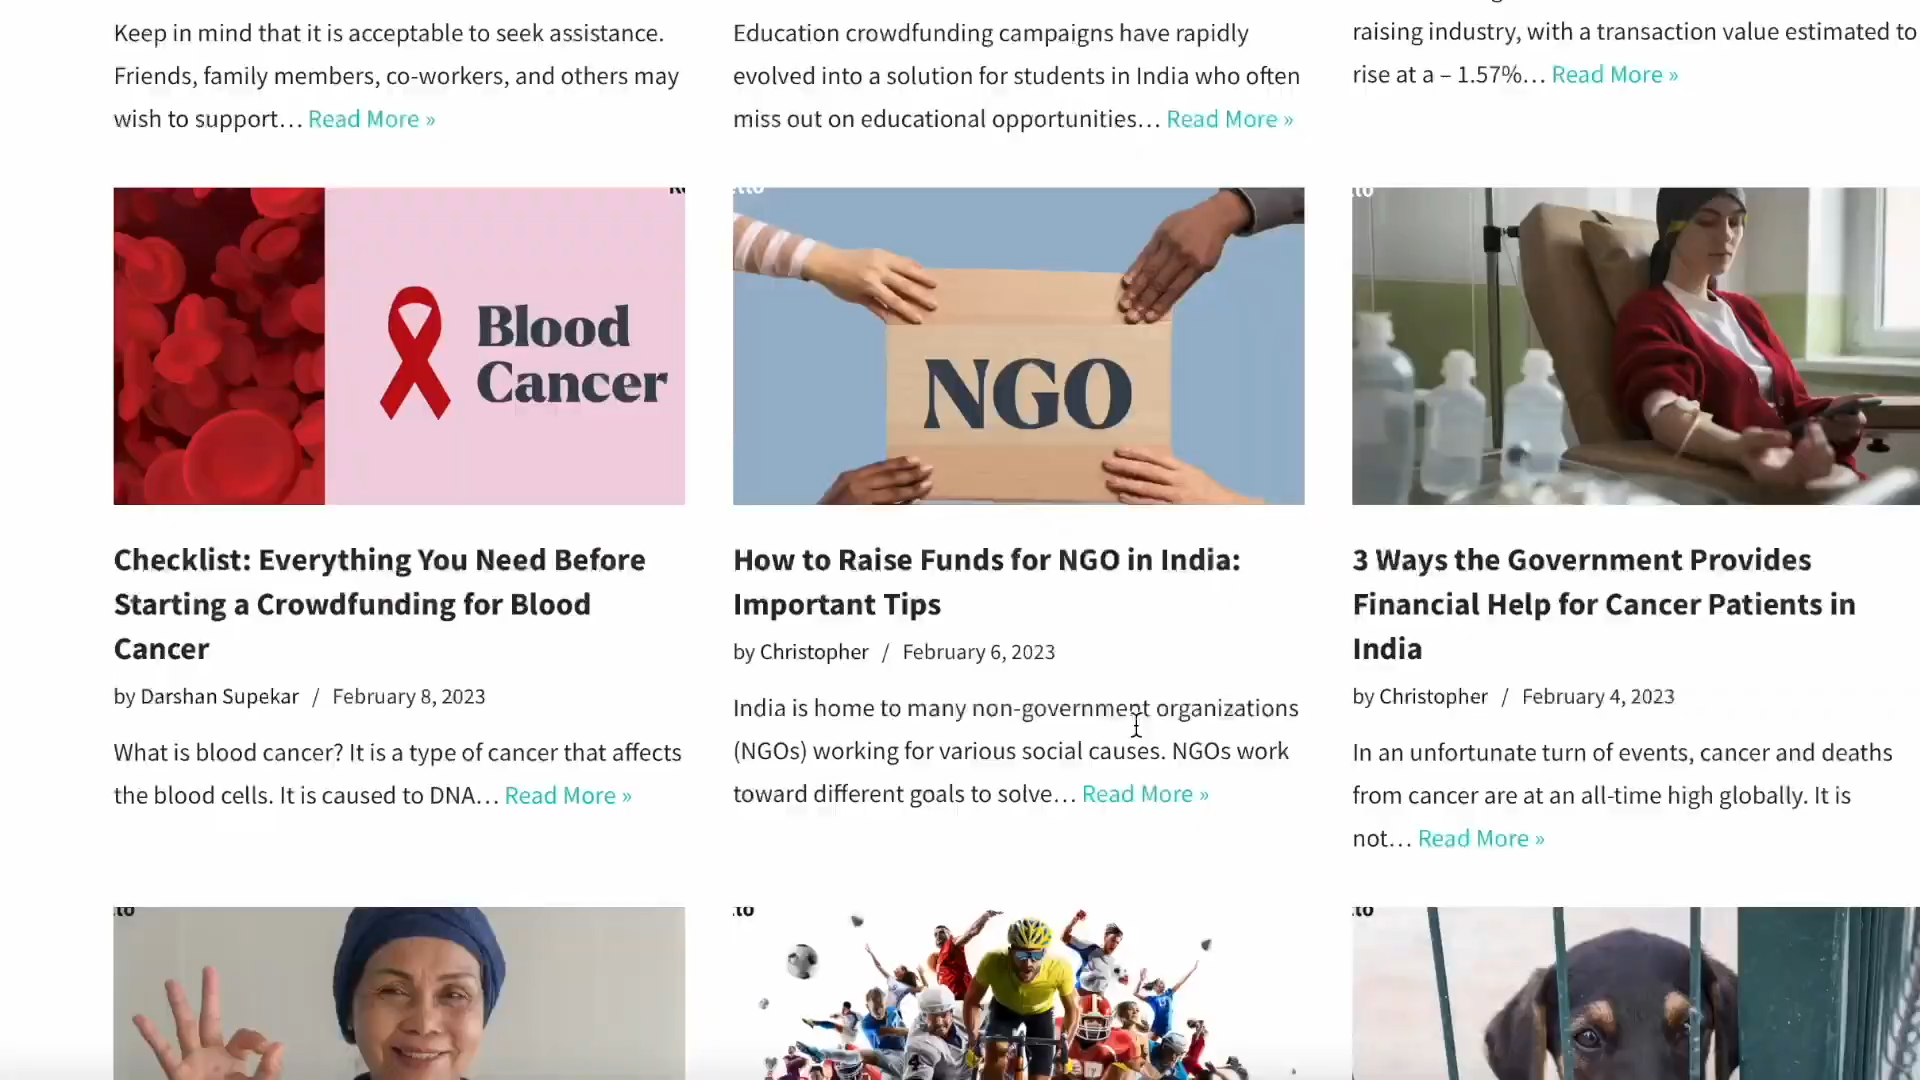 Keep in mind that it is acceptable to seek assistance.
Friends, family members, co-workers, and others may
wish to support… Read More »
Education crowdfunding campaigns have rapidly
evolved into a solution for students in India who often
miss out on educational opportunities… Read More »
raising industry, with a transaction value estimated to
rise at a – 1.57%… Read More »
Blood
Cancer
Checklist: Everything You Need Before
Starting a Crowdfunding for Blood
Cancer
by Darshan Supekar / February 8, 2023
What is blood cancer? It is a type of cancer that affects
the blood cells. It is caused to DNA… Read More »
NGO
How to Raise Funds for NGO in India:
Important Tips
by Christopher / February 6, 2023
India is home to many non-government organizations
(NGOs) working for various social causes. NGOs work
toward different goals to solve… Read More »
3 Ways the Government Provides
Financial Help for Cancer Patients in
India
by Christopher / February 4, 2023
In an unfortunate turn of events, cancer and deaths
from cancer are at an all-time high globally. It is
not… Read More »